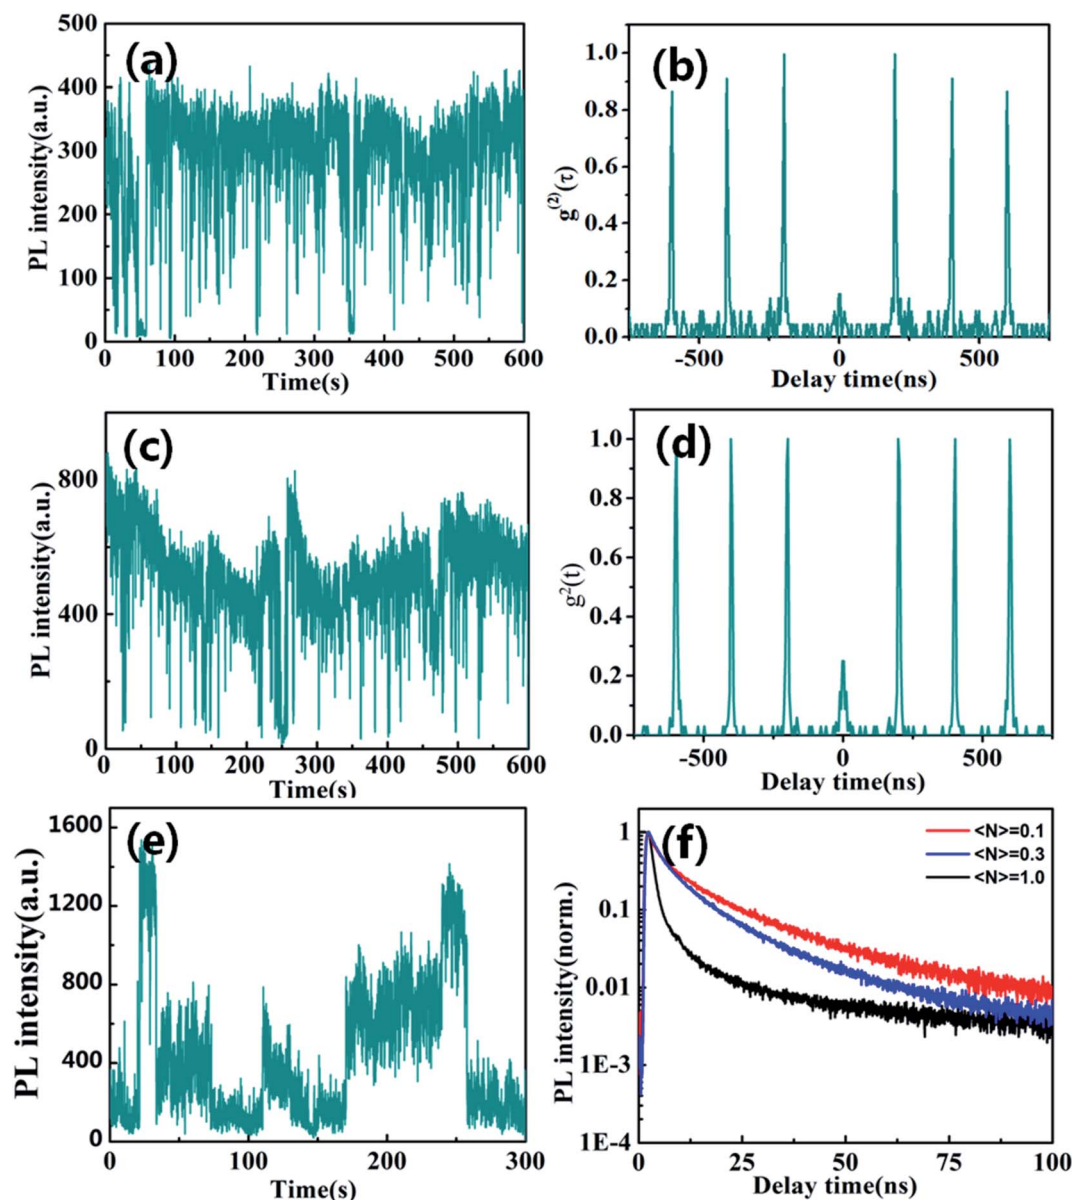 (a)
500
400
300
200
100
0
PL intensity(a.u.)
0 100 200 300 400 500 600
Time(s)
(b)
1.0
0.8
0.6
0.4
0.2
0.0
g(2)(τ)
-500 0 500
Delay time(ns)
(c)
800
400
0
PL intensity(a.u.)
0 100 200 300 400 500 600
Time(s)
(d)
1.0
0.8
0.6
0.4
0.2
0.0
g2(t)
-500 0 500
Delay time(ns)
(e)
1600
1200
800
400
0
PL intensity(a.u.)
0 100 200 300
Time(s)
(f)
<N>=0.1
<N>=0.3
<N>=1.0
1
0.1
0.01
1E-3
1E-4
PL intensity(norm.)
0 25 50 75 100
Delay time(ns)